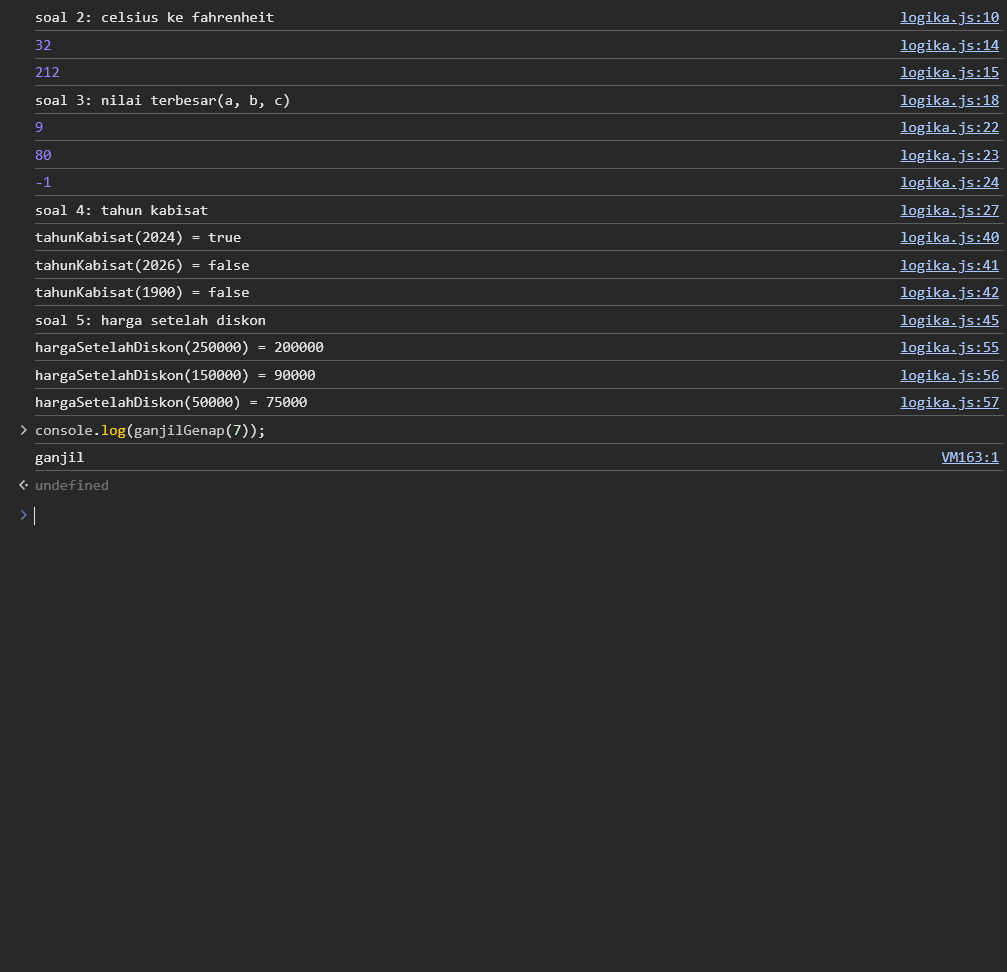 soal 2: celsius ke fahrenheit logika.js:10
32 logika.js:14
212 logika.js:15
soal 3: nilai terbesar(a, b, c) logika.js:18
9 logika.js:22
80 logika.js:23
-1 logika.js:24
soal 4: tahun kabisat logika.js:27
tahunKabisat(2024) = true logika.js:40
tahunKabisat(2026) = false logika.js:41
tahunKabisat(1900) = false logika.js:42
soal 5: harga setelah diskon logika.js:45
hargaSetelahDiskon(250000) = 200000 logika.js:55
hargaSetelahDiskon(150000) = 90000 logika.js:56
hargaSetelahDiskon(50000) = 75000 logika.js:57
console.log(ganjilGenap(7));
ganjil VM163:1
undefined